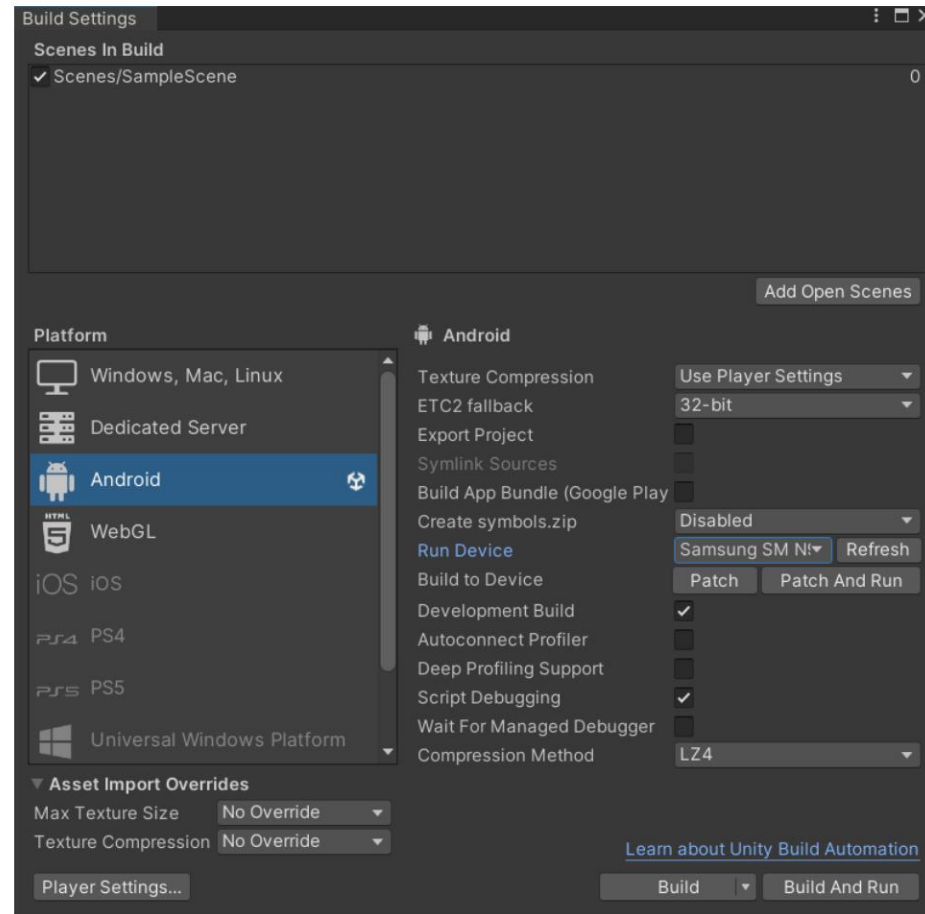 Build Settings
Scenes In Build
Scenes/SampleScene 0
Add Open Scenes
Platform
Windows, Mac, Linux
Dedicated Server
Android
HTML 5 WebGL
iOS iOS
PS4 PS4
PS5 PS5
Universal Windows Platform
Android
Texture Compression Use Player Settings
ETC2 fallback 32-bit
Export Project
Symlink Sources
Build App Bundle (Google Play
Create symbols.zip Disabled
Run Device Samsung SM Refresh
Build to Device Patch Patch And Run
Development Build
Autoconnect Profiler
Deep Profiling Support
Script Debugging
Wait For Managed Debugger
Compression Method LZ4
Asset Import Overrides
Max Texture Size No Override
Texture Compression No Override
Learn about Unity Build Automation
Player Settings... Build Build And Run